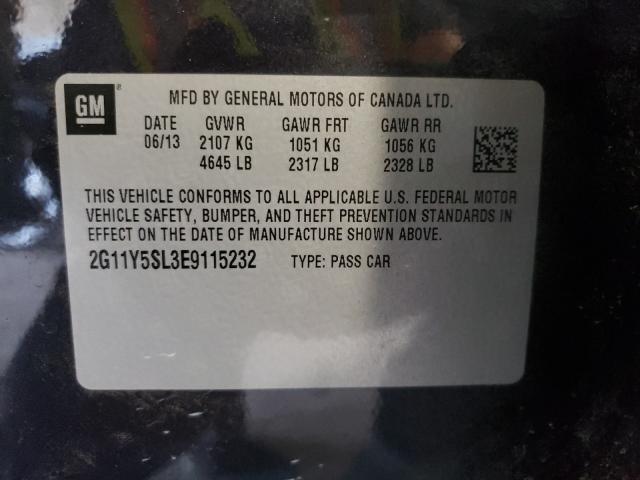 GM®
MFD BY GENERAL MOTORS OF CANADA LTD.
DATE GVWR GAWR FRT GAWR RR
06/13 2107 KG 1051 KG 1056 KG
4645 LB 2317 LB 2328 LB
THIS VEHICLE CONFORMS TO ALL APPLICABLE U.S. FEDERAL MOTOR
VEHICLE SAFETY, BUMPER, AND THEFT PREVENTION STANDARDS IN
EFFECT ON THE DATE OF MANUFACTURE SHOWN ABOVE.
2G11Y5SL3E9115232 TYPE: PASS CAR